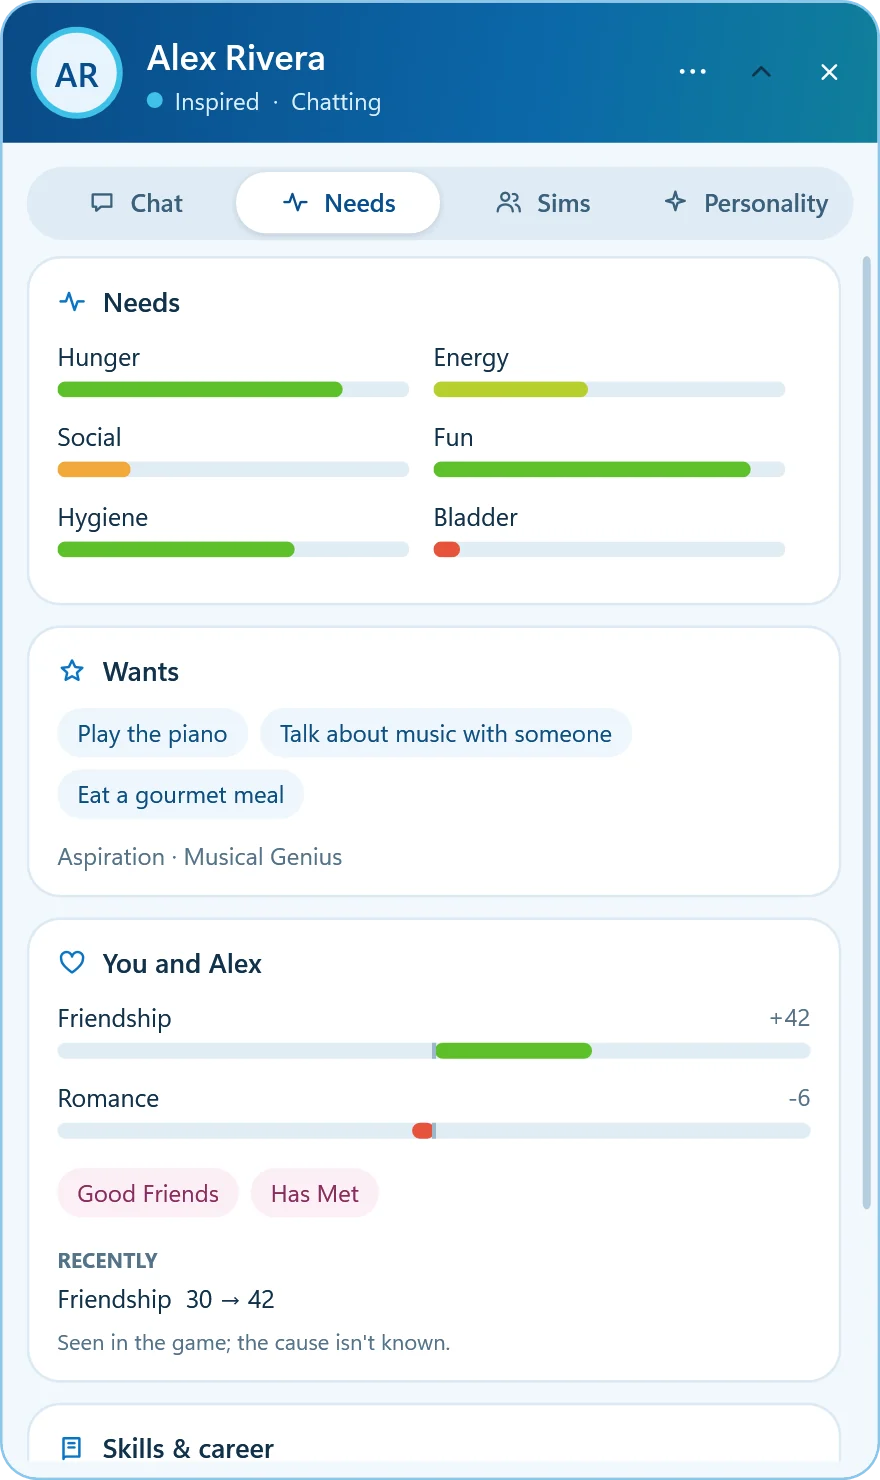 AR
Alex Rivera
Inspired · Chatting
Chat
Needs
Sims
Personality
Needs
Hunger
Energy
Social
Fun
Hygiene
Bladder
Wants
Play the piano
Talk about music with someone
Eat a gourmet meal
Aspiration · Musical Genius
You and Alex
Friendship +42
Romance -6
Good Friends
Has Met
RECENTLY
Friendship 30 → 42
Seen in the game; the cause isn't known.
Skills & career